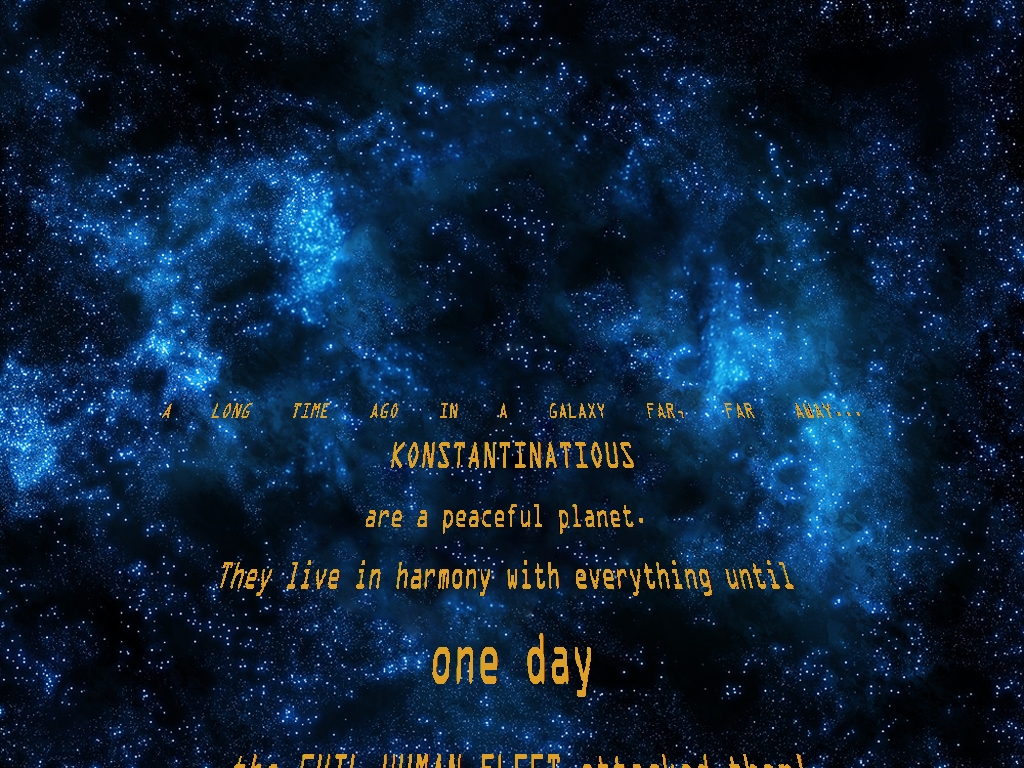 A LONG TIME AGO IN A GALAXY FAR, FAR AWAY...
KONSTANTINATIOUS
are a peaceful planet.
They live in harmony with everything until
one day
the EVIL HUMAN FLEET attacked them!